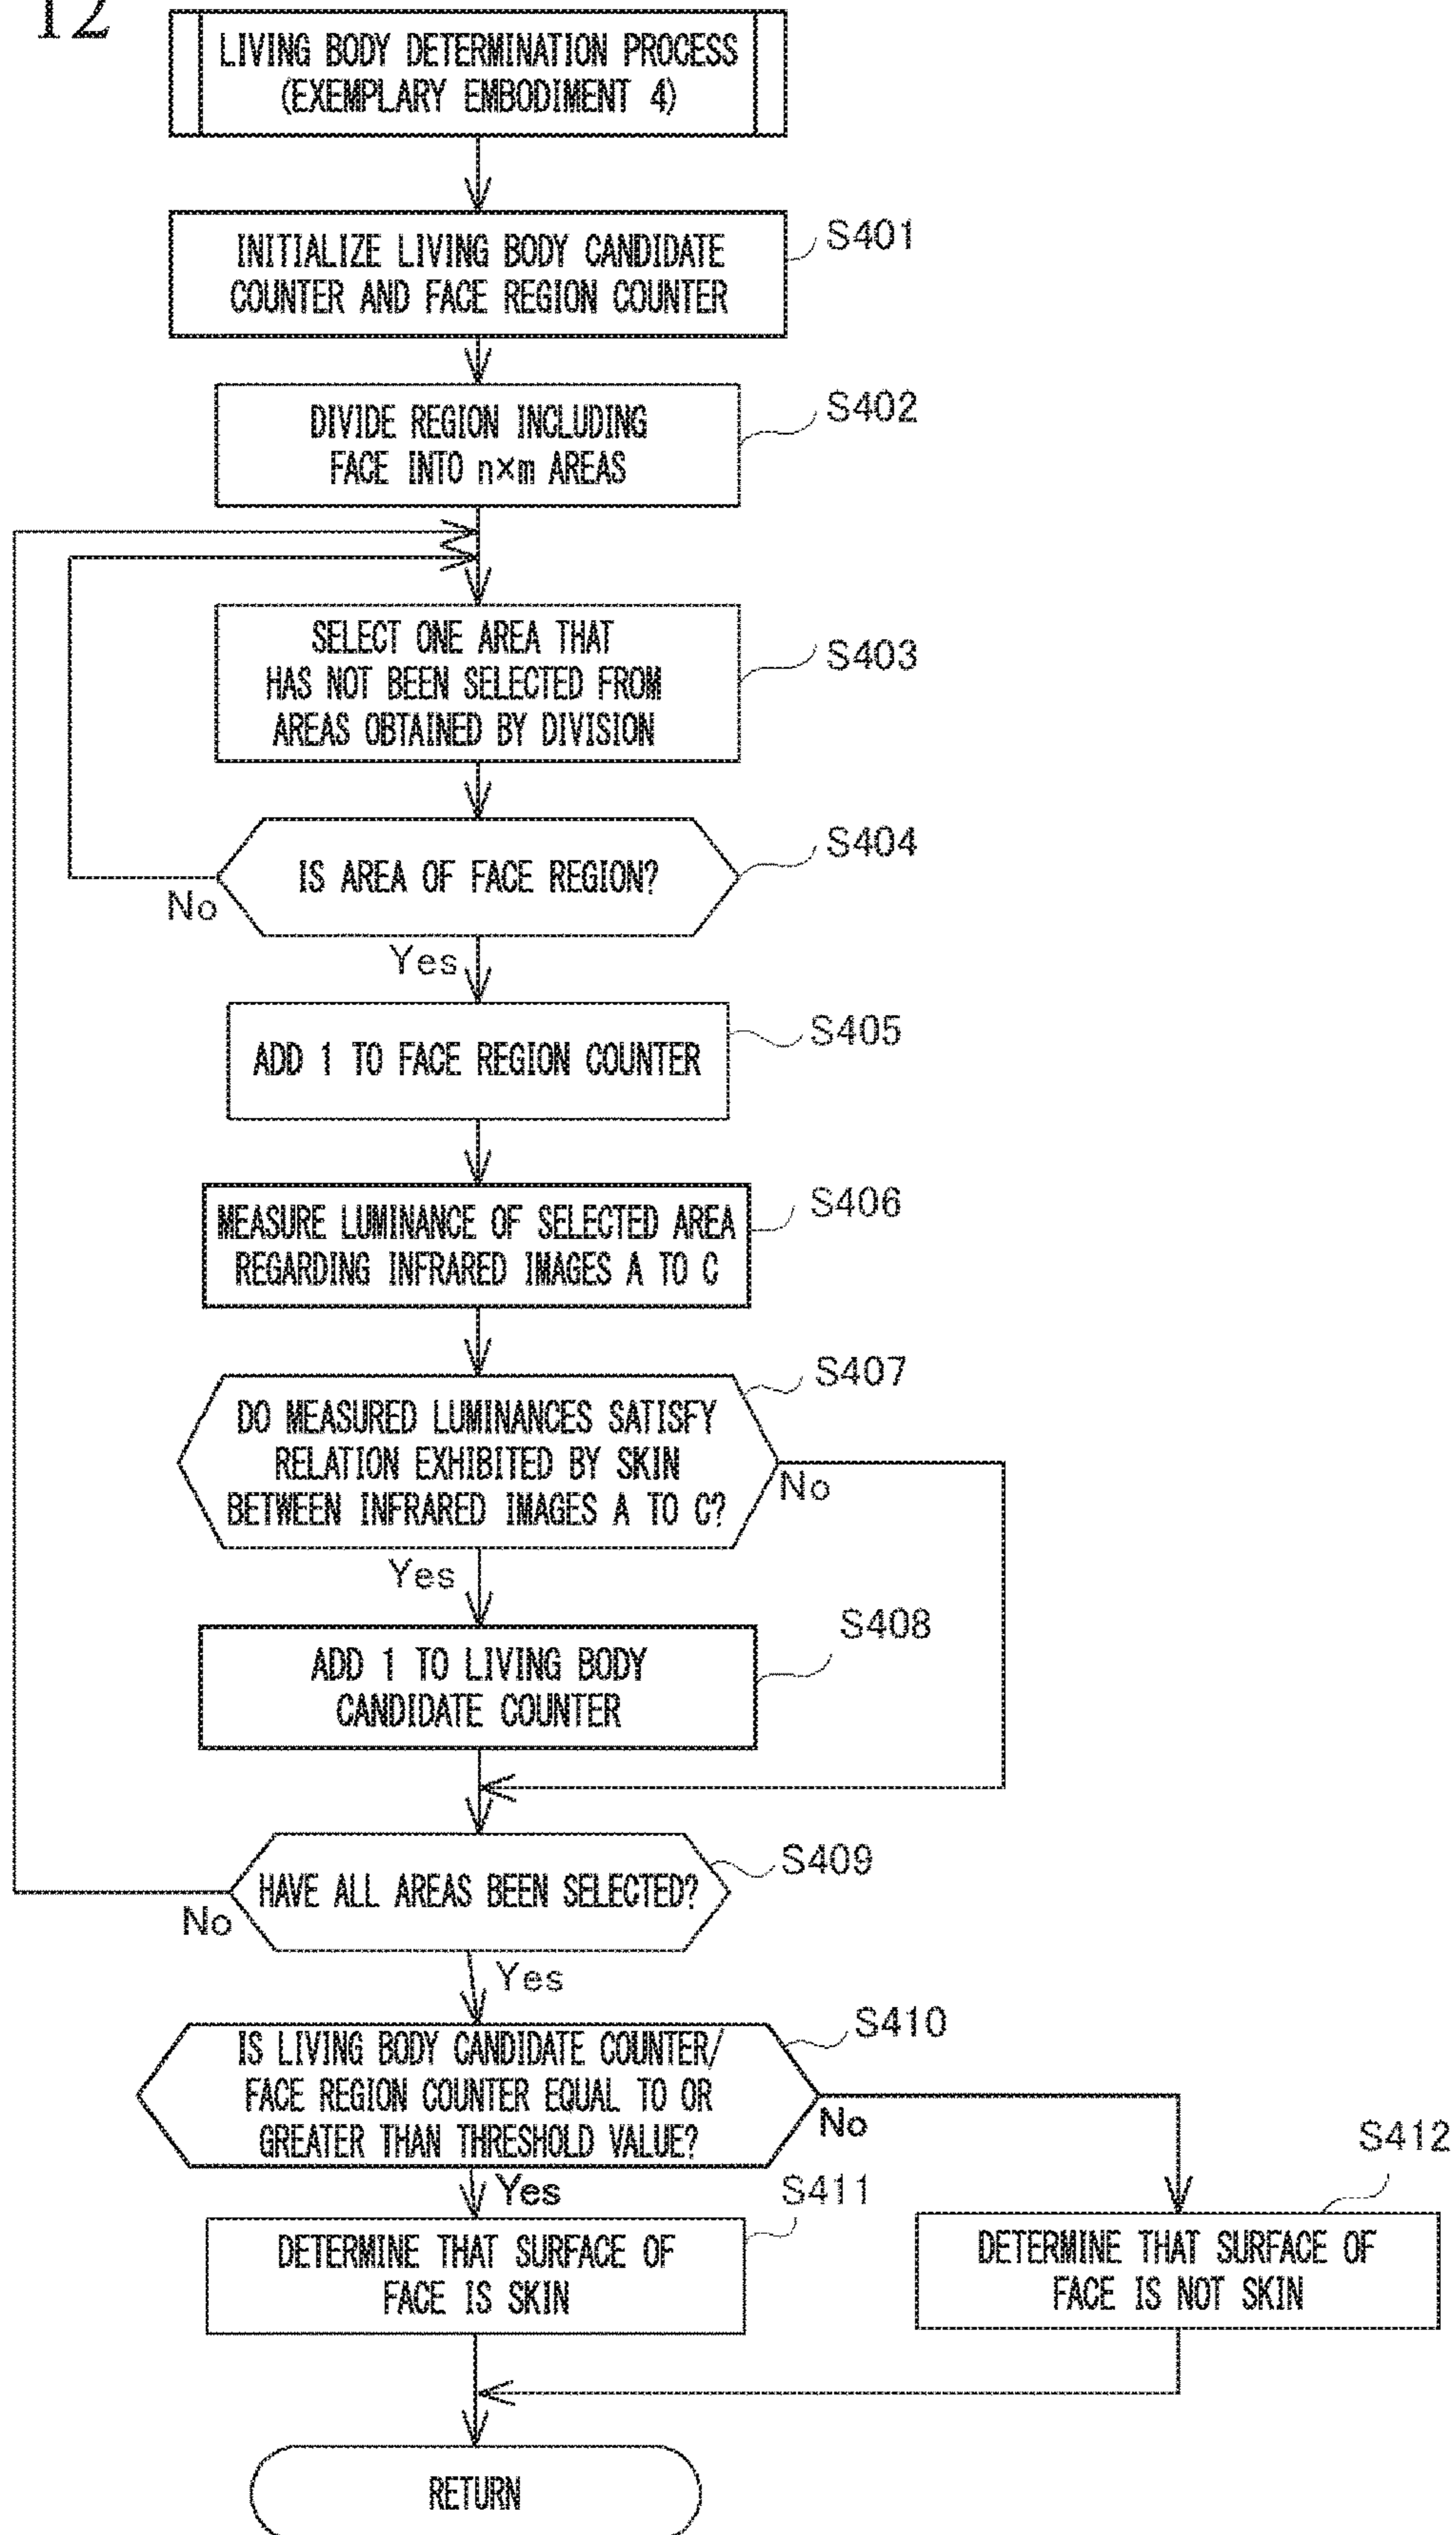 12
LIVING BODY DETERMINATION PROCESS
(EXEMPLARY EMBODIMENT 4)
INITIALIZE LIVING BODY CANDIDATE
COUNTER AND FACE REGION COUNTER
S401
DIVIDE REGION INCLUDING
FACE INTO n×m AREAS
S402
SELECT ONE AREA THAT
HAS NOT BEEN SELECTED FROM
AREAS OBTAINED BY DIVISION
S403
IS AREA OF FACE REGION?
S404
No
Yes
ADD 1 TO FACE REGION COUNTER
S405
MEASURE LUMINANCE OF SELECTED AREA
REGARDING INFRARED IMAGES A TO C
S406
DO MEASURED LUMINANCES SATISFY
RELATION EXHIBITED BY SKIN
BETWEEN INFRARED IMAGES A TO C?
S407
No
Yes
ADD 1 TO LIVING BODY
CANDIDATE COUNTER
S408
HAVE ALL AREAS BEEN SELECTED?
S409
No
Yes
IS LIVING BODY CANDIDATE COUNTER/
FACE REGION COUNTER EQUAL TO OR
GREATER THAN THRESHOLD VALUE?
S410
No
Yes
DETERMINE THAT SURFACE OF
FACE IS SKIN
S411
DETERMINE THAT SURFACE OF
FACE IS NOT SKIN
S412
RETURN